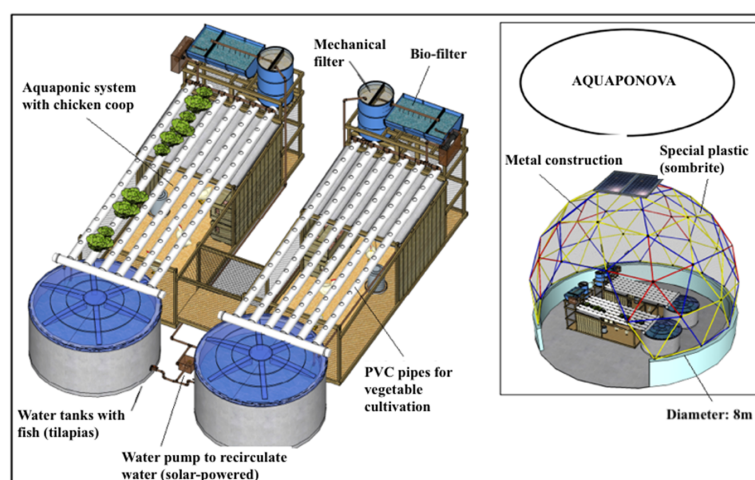 Mechanical
filter
Bio-filter
Aquaponic system
with chicken coop
PVC pipes for
vegetable
cultivation
Water tanks with
fish (tilapias)
Water pump to recirculate
water (solar-powered)
AQUAPONOVA
Metal construction
Special plastic
(sombrite)
Diameter: 8m